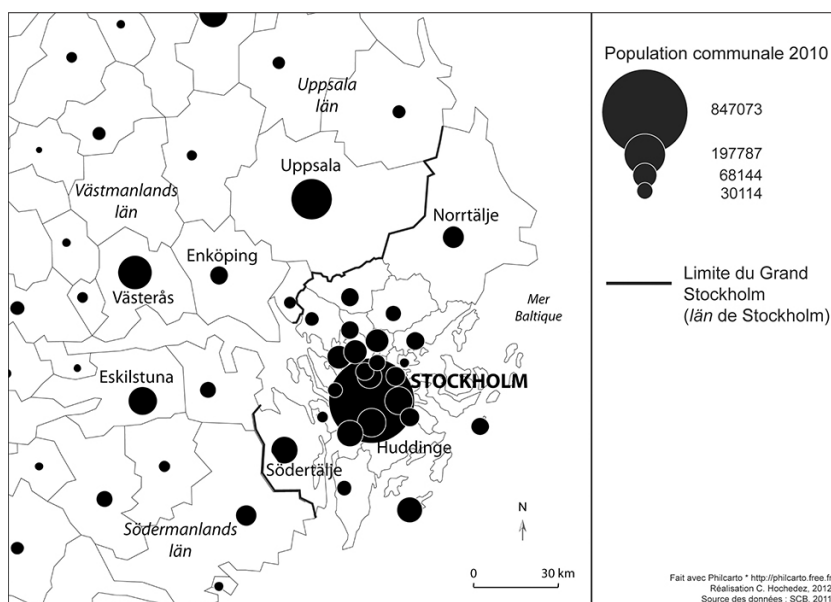 Uppsala
län
Uppsala
Västmanlands
län
Norrtälje
Enköping
Västerås
Mer
Baltique
Eskilstuna
STOCKHOLM
Huddinge
Södertälje
Södermanlands
län
N
0 30 km
Population communale 2010
847073
197787
68144
30114
Limite du Grand
Stockholm
(län de Stockholm)
Fait avec Philcarto * http://philcarto.free.fr
Réalisation C. Hochedez, 2012
Source des données : SCB, 2011